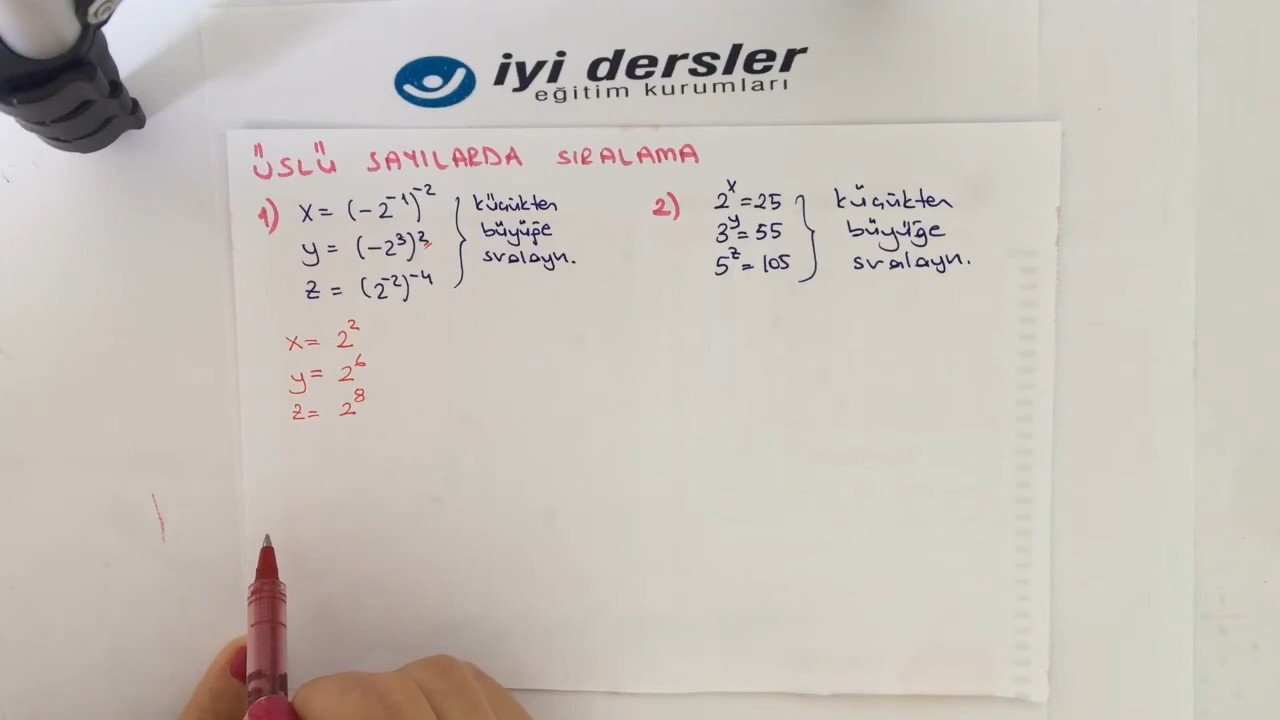 iyi dersler
eğitim kurumları
ÜSLÜ SAYILARDA SIRALAMA
1) x = (-2⁻¹)⁻² küçükten
y = (-2³)² büyüğe
z = (2⁻²)⁻⁴ sıralayın.
2) 2ˣ = 25 küçükten
3ʸ = 55 büyüğe
5ᶻ = 105 sıralayın.
x = 2²
y = 2⁶
z = 2⁸